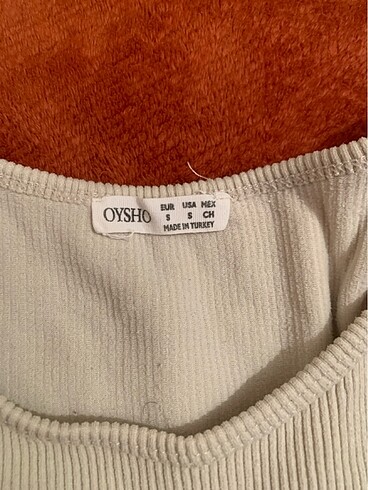 OYSHO
EUR USA MEX
S S CH
MADE IN TURKEY